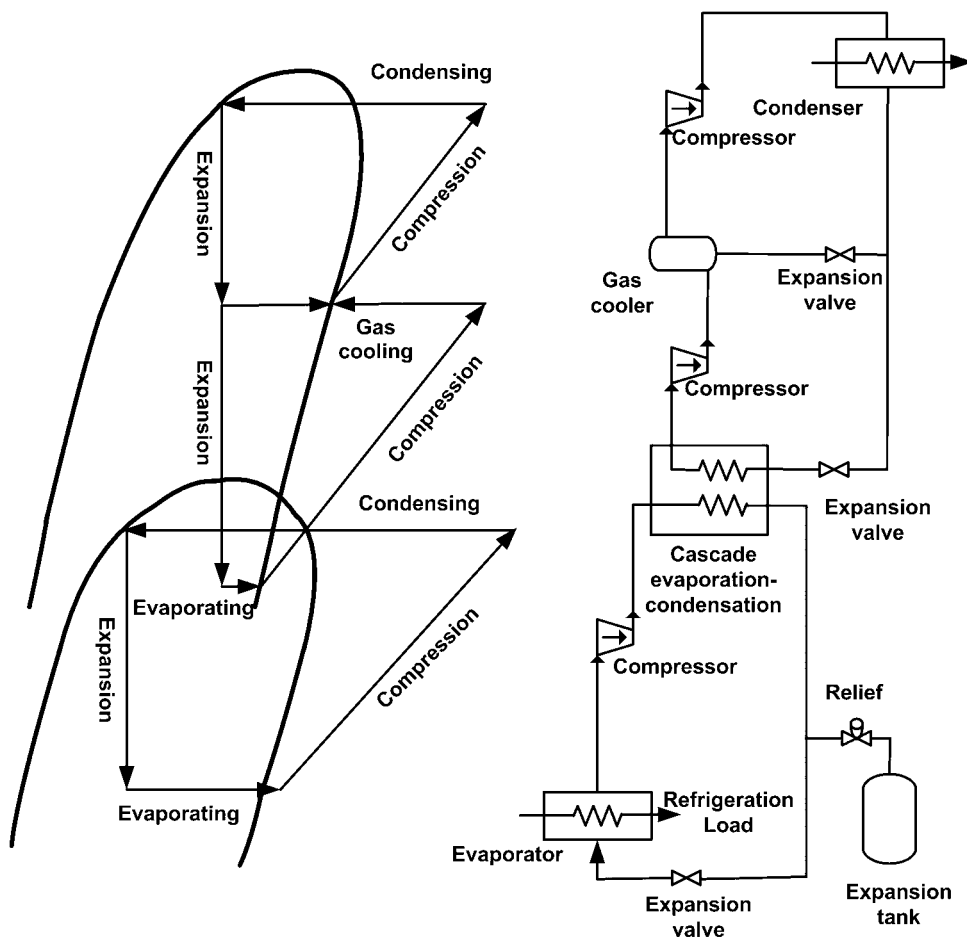 Condensing
Expansion
Compression
Gas
cooling
Expansion
Compression
Condensing
Evaporating
Expansion
Compression
Evaporating
Condenser
Compressor
Gas
cooler
Expansion
valve
Compressor
Expansion
valve
Cascade
evaporation-
condensation
Compressor
Relief
Refrigeration
Load
Evaporator
Expansion
valve
Expansion
tank